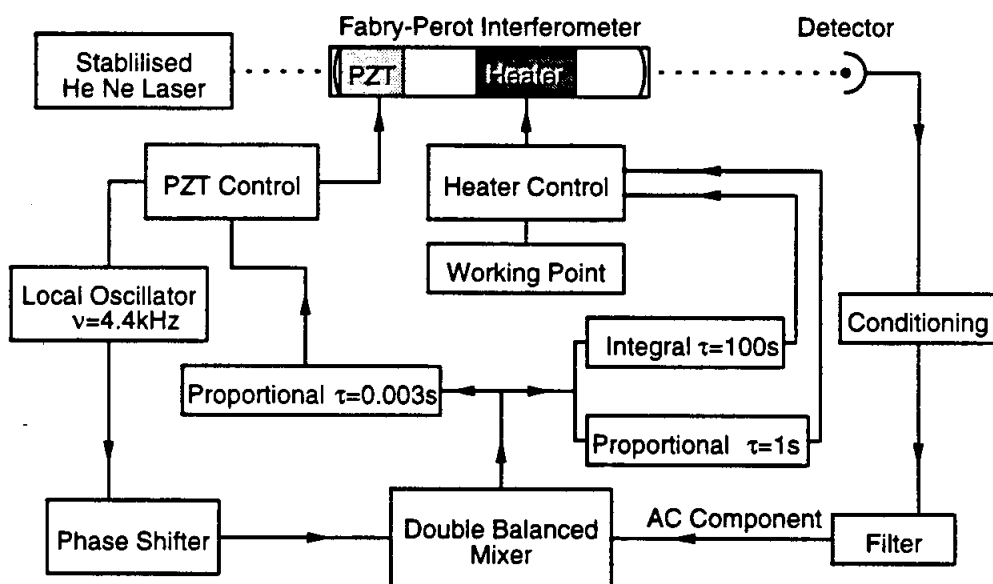 Fabry-Perot Interferometer
Detector
Stablilised
He Ne Laser
PZT
Heater
PZT Control
Heater Control
Working Point
Local Oscillator
ν=4.4kHz
Conditioning
Integral τ=100s
Proportional τ=0.003s
Proportional τ=1s
Phase Shifter
Double Balanced
Mixer
AC Component
Filter